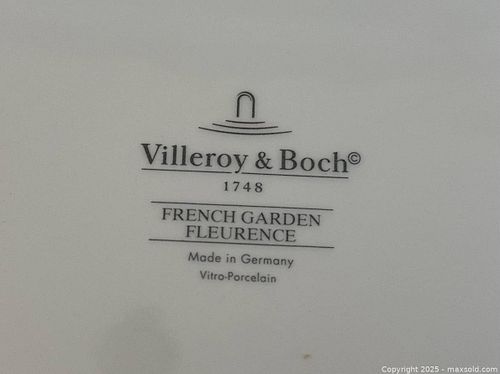 Villeroy & Boch©
1748
FRENCH GARDEN
FLEURENCE
Made in Germany
Vitro-Porcelain
Copyright 2025 - maxsold.com